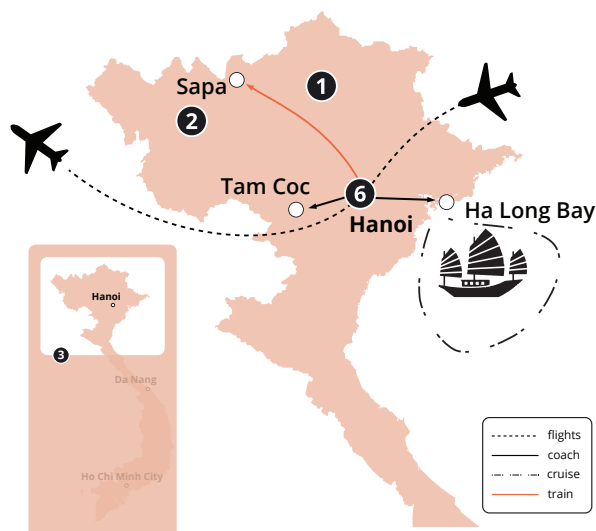 1
Sapa
2
6
Tam Coc
Hanoi
Ha Long Bay
Hanoi
3
Da Nang
Ho Chi Minh City
flights
coach
cruise
train